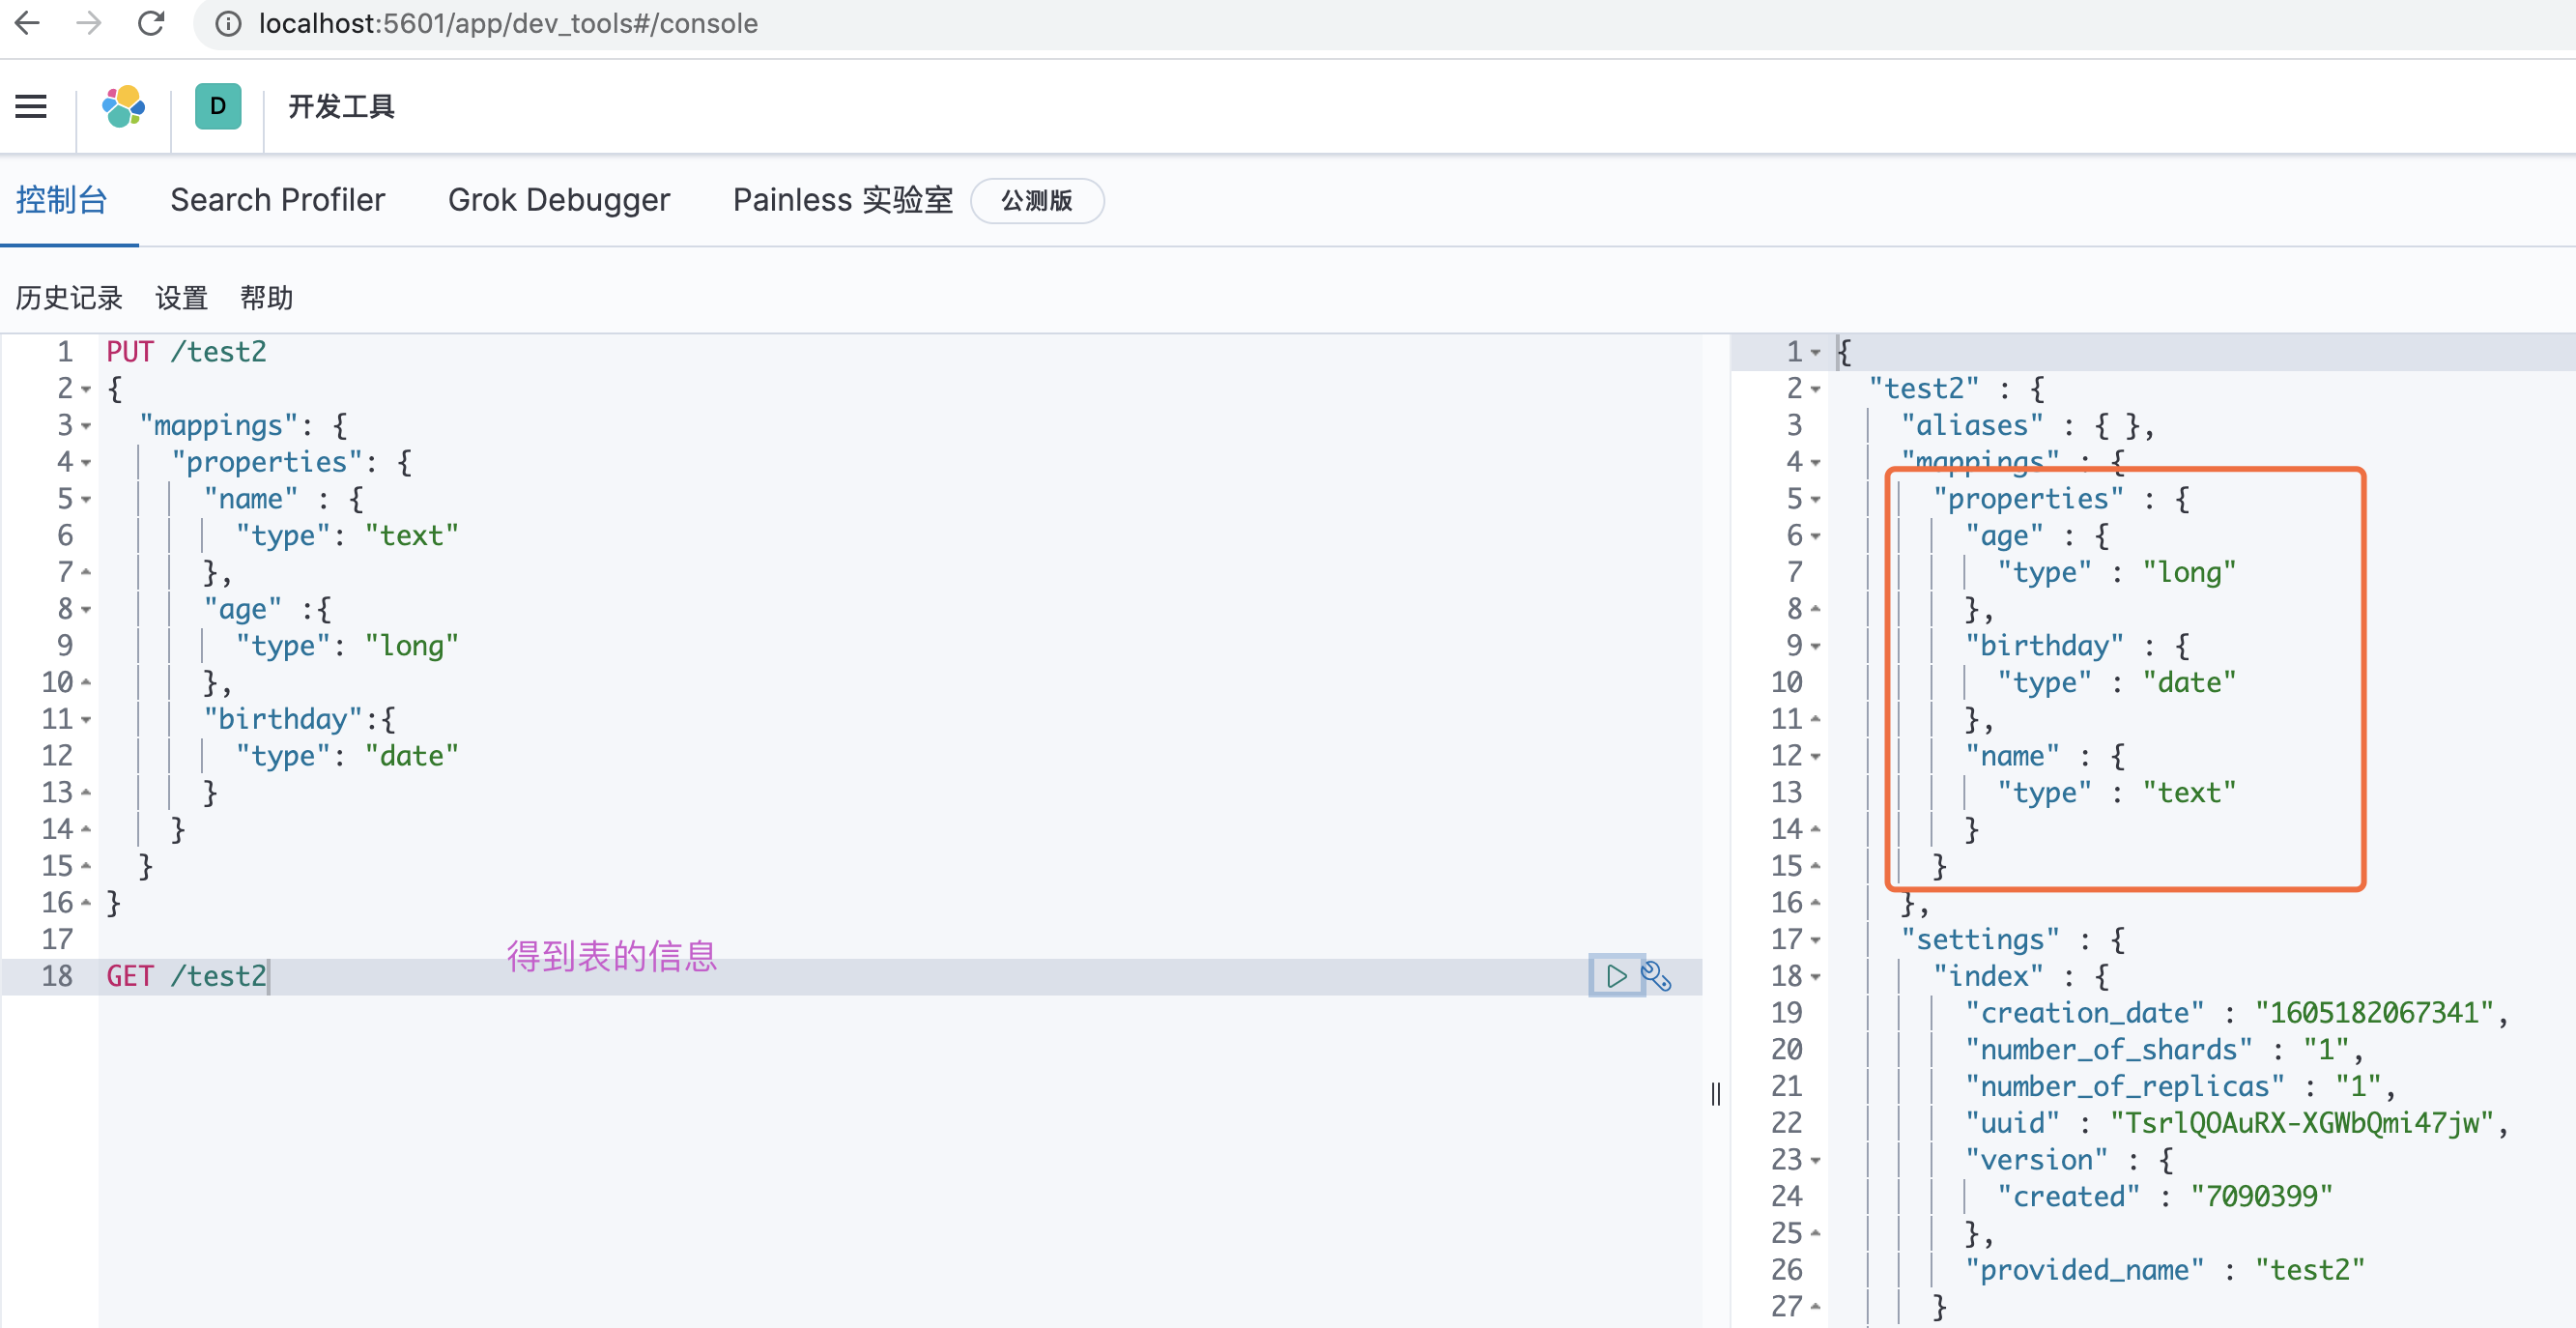 localhost:5601/app/dev_tools#/console
D 开发工具
控制台 Search Profiler Grok Debugger Painless 实验室 公测版
历史记录 设置 帮助
1 PUT /test2
2 {
3 "mappings": {
4 "properties": {
5 "name" : {
6 "type": "text"
7 },
8 "age" :{
9 "type": "long"
10 },
11 "birthday":{
12 "type": "date"
13 }
14 }
15 }
16 }
17
得到表的信息
18 GET /test2
1 {
2 "test2" : {
3 "aliases" : { },
4 "mappings" : {
5 "properties" : {
6 "age" : {
7 "type" : "long"
8 },
9 "birthday" : {
10 "type" : "date"
11 },
12 "name" : {
13 "type" : "text"
14 }
15 }
16 },
17 "settings" : {
18 "index" : {
19 "creation_date" : "1605182067341",
20 "number_of_shards" : "1",
21 "number_of_replicas" : "1",
22 "uuid" : "TsrlQOAuRX-XGWbQmi47jw",
23 "version" : {
24 "created" : "7090399"
25 },
26 "provided_name" : "test2"
27 }